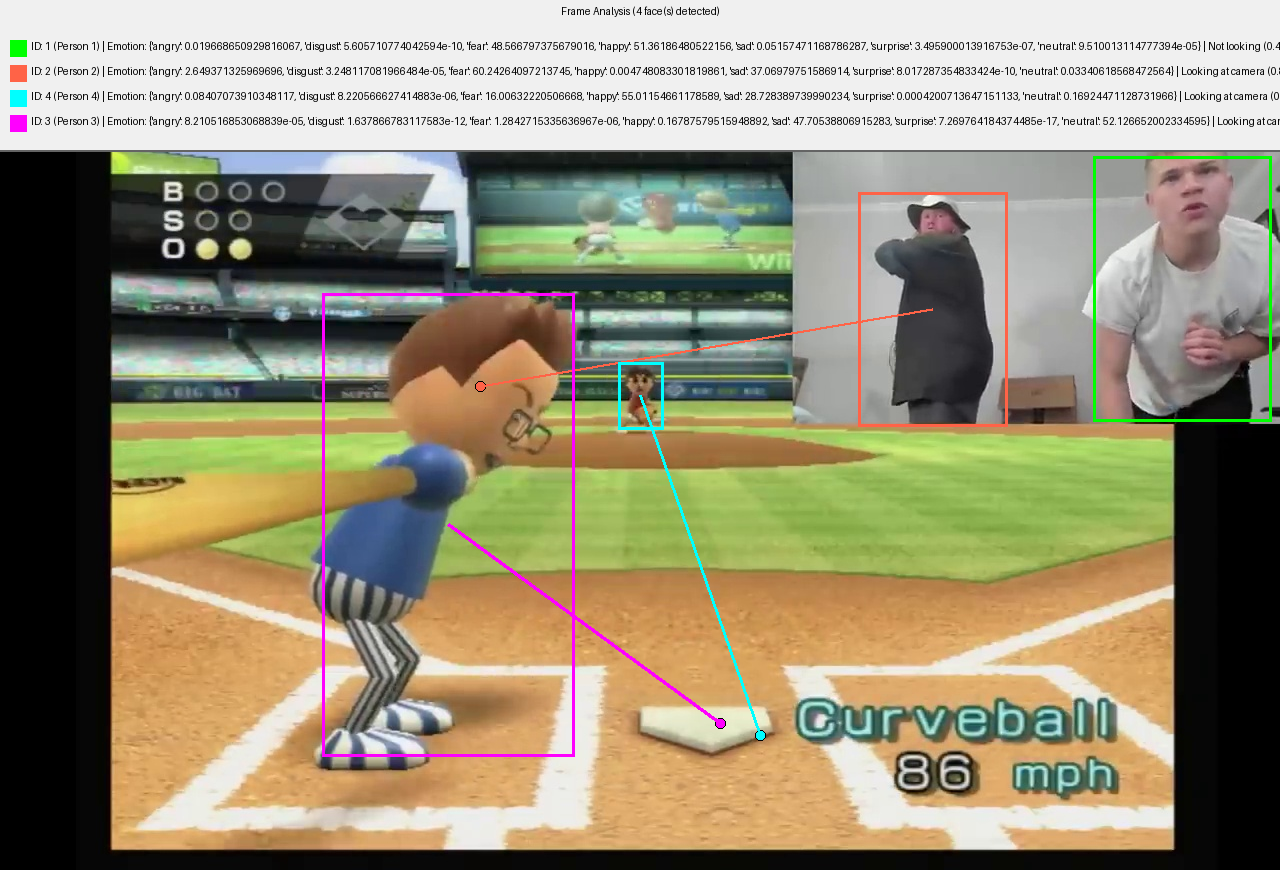 Frame Analysis (4 face(s) detected)
ID: 1 (Person 1) | Emotion: {'angry': 0.019668650929816067, 'disgust': 5.605710774042594e-10, 'fear': 48.566797375679016, 'happy': 51.36186480522156, 'sad': 0.051574471168786287, 'surprise': 3.495900013916753e-07, 'neutral': 9.510013114777394e-05} | Not looking (0.4
ID: 2 (Person 2) | Emotion: {'angry': 2.649371325969696, 'disgust': 3.248117081966484e-05, 'fear': 60.24264097213745, 'happy': 0.004748083301819861, 'sad': 37.06979751586914, 'surprise': 8.017287354833424e-10, 'neutral': 0.03340618568472564} | Looking at camera (0.8
ID: 4 (Person 4) | Emotion: {'angry': 0.08407073910348117, 'disgust': 8.220566627414883e-06, 'fear': 16.00632220506668, 'happy': 55.01154661178589, 'sad': 28.728389739990234, 'surprise': 0.0004200713647151133, 'neutral': 0.16924471128731966} | Looking at camera (0
ID: 3 (Person 3) | Emotion: {'angry': 8.210516853068839e-05, 'disgust': 1.637866783117583e-12, 'fear': 1.2842715335636967e-06, 'happy': 0.16787579515948892, 'sad': 47.70538806915283, 'surprise': 7.269764184374485e-17, 'neutral': 52.126652002334595} | Looking at cam
B
S
O
Wii
BIG BAT
Curveball
86 mph